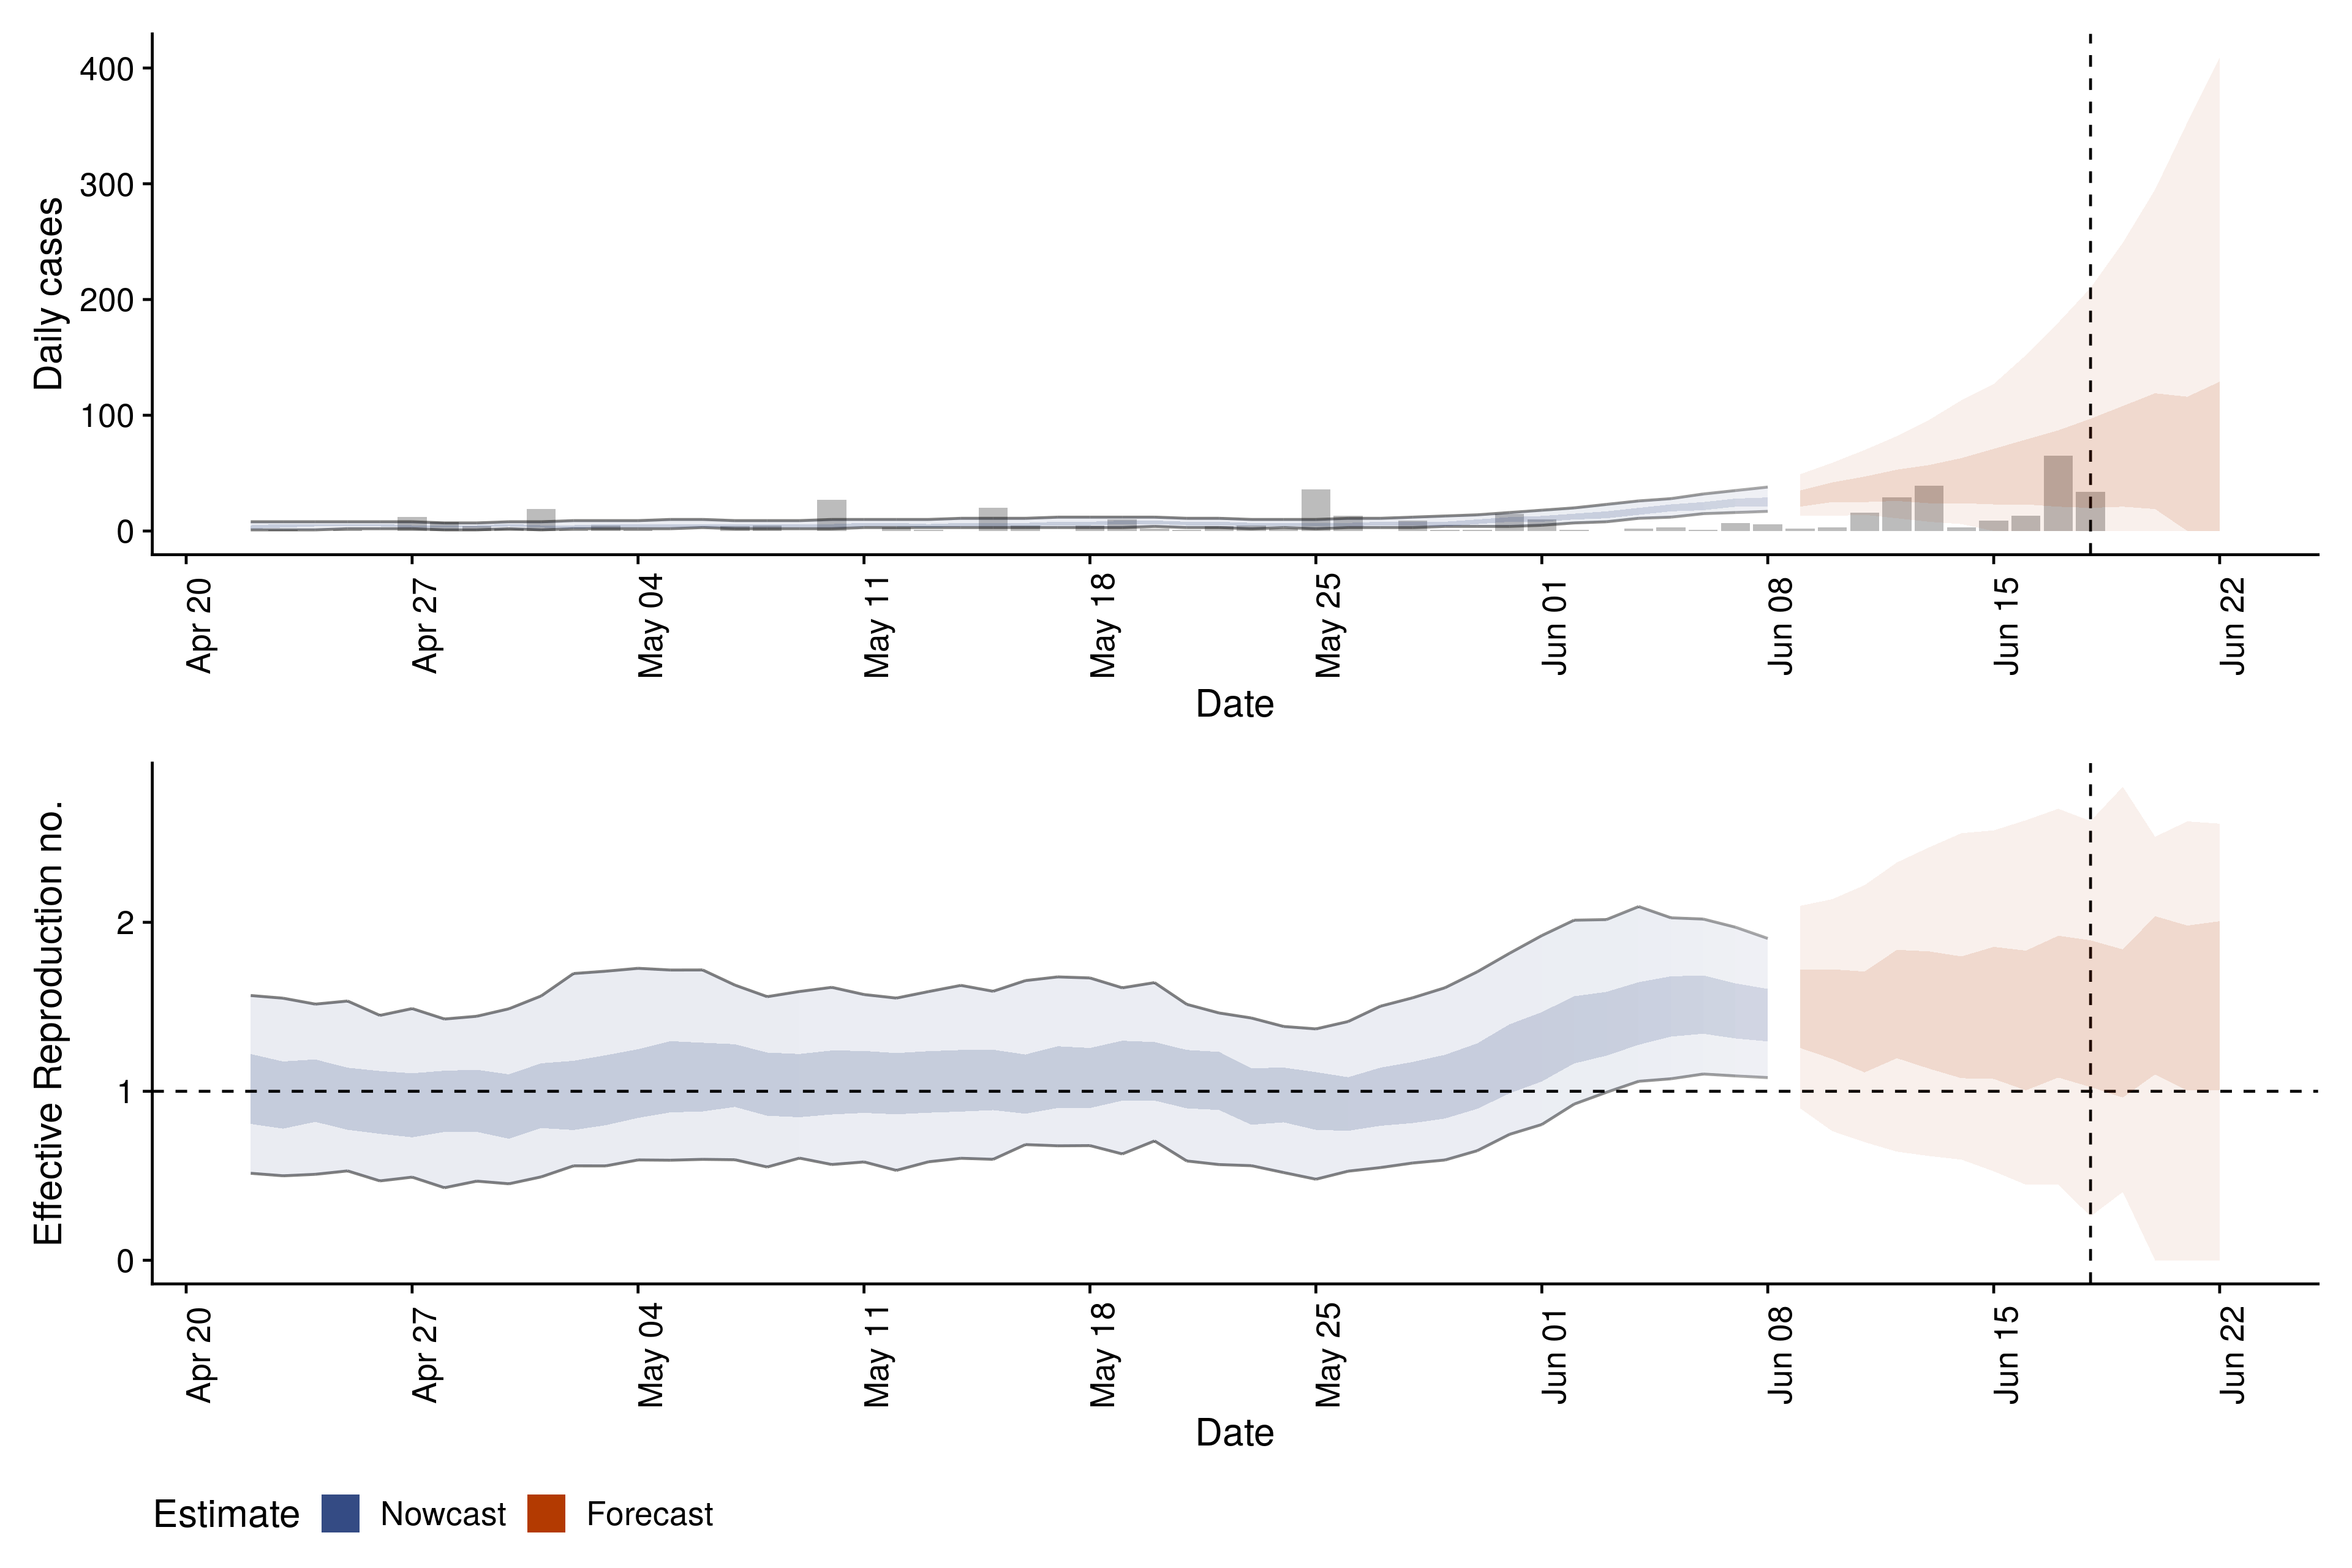 Daily cases
400
300
200
100
0
Apr 20
Apr 27
May 04
May 11
May 18
May 25
Jun 01
Jun 08
Jun 15
Jun 22
Date
Effective Reproduction no.
2
1
0
Apr 20
Apr 27
May 04
May 11
May 18
May 25
Jun 01
Jun 08
Jun 15
Jun 22
Date
Estimate Nowcast Forecast